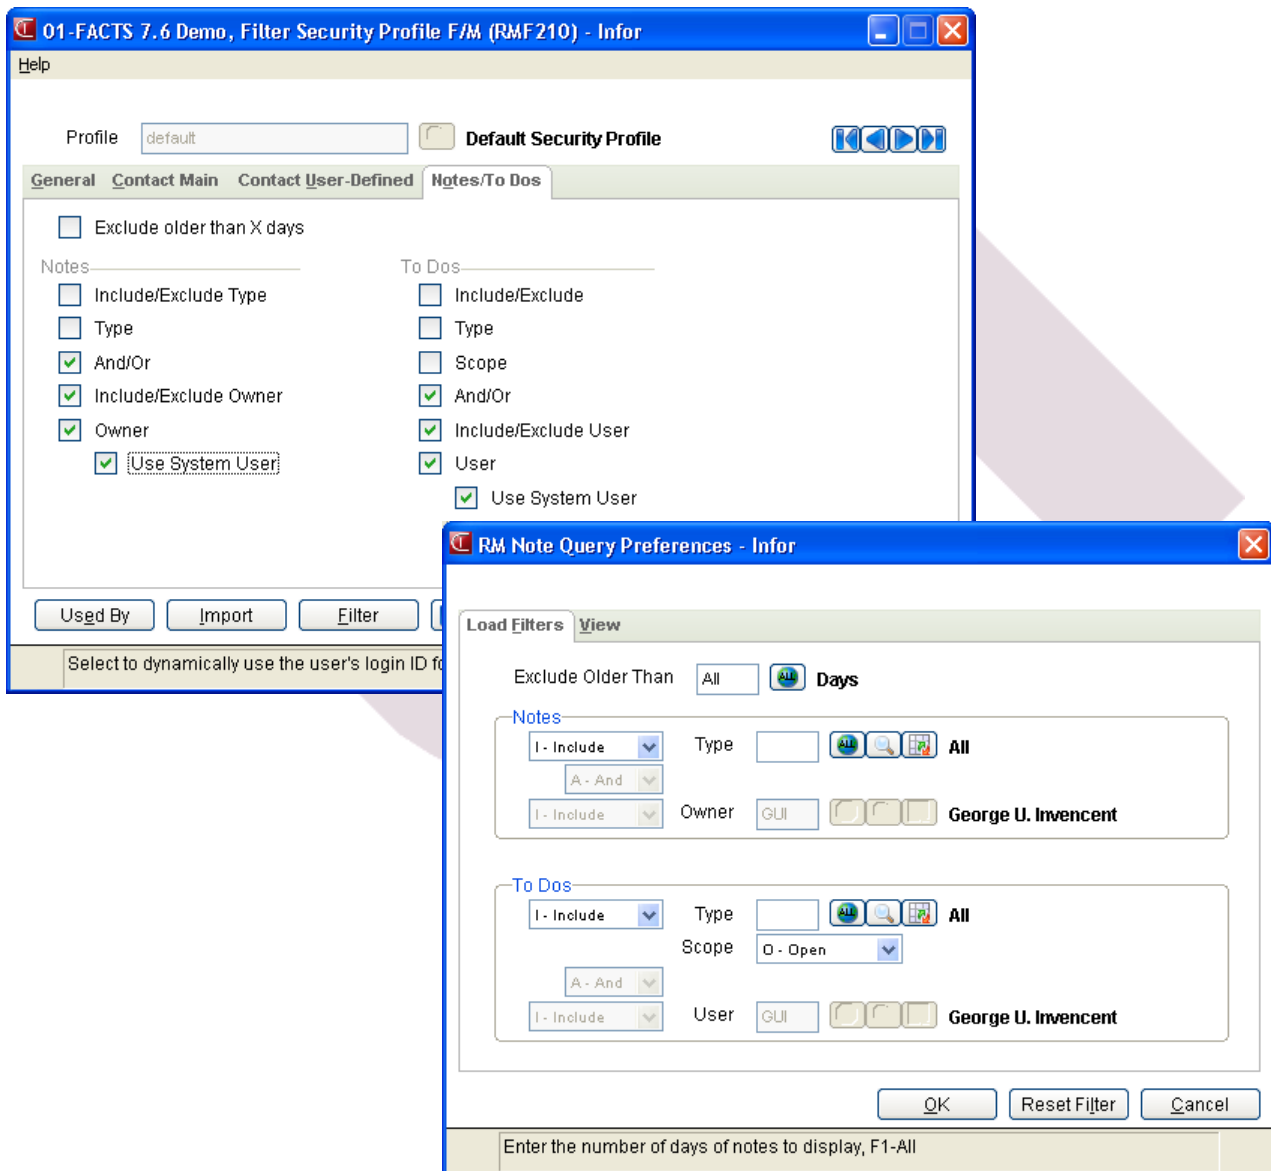 01-FACTS 7.6 Demo, Filter Security Profile F/M (RMF210) - Infor
Help
Profile default Default Security Profile
General Contact Main Contact User-Defined Notes/To Dos
Exclude older than X days
Notes To Dos
Include/Exclude Type Include/Exclude
Type Type
And/Or Scope
Include/Exclude Owner And/Or
Owner Include/Exclude User
Use System User User
Use System User
Used By Import Filter
Select to dynamically use the user's login ID
RM Note Query Preferences - Infor
Load Filters View
Exclude Older Than All ALL Days
Notes
I - Include Type ALL All
A - And
I - Include Owner GUI George U. Invencent
To Dos
I - Include Type ALL All
Scope O - Open
A - And
I - Include User GUI George U. Invencent
OK Reset Filter Cancel
Enter the number of days of notes to display, F1-All